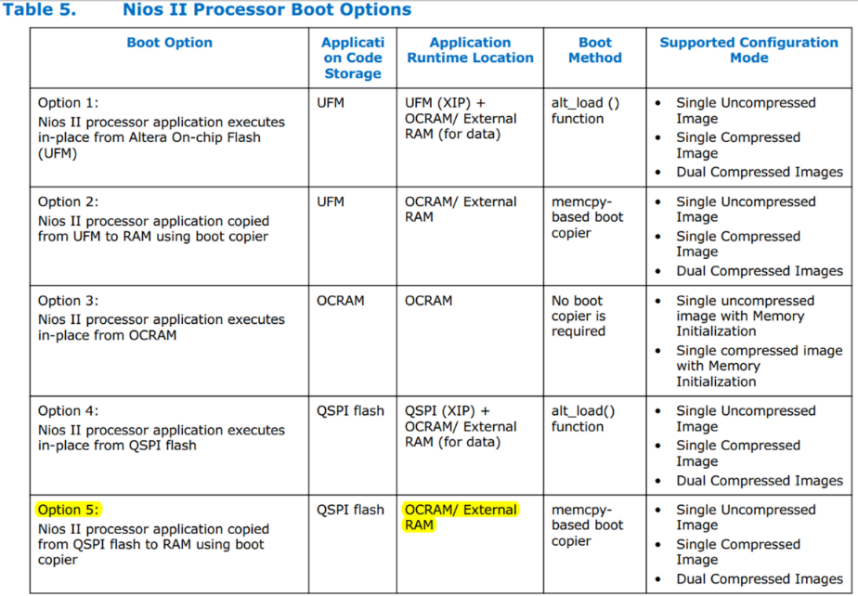 Table 5. Nios II Processor Boot Options
Boot Option
Applicati
on Code
Storage
Application
Runtime Location
Boot
Method
Supported Configuration
Mode
Option 1:
Nios II processor application executes
in-place from Altera On-chip Flash
(UFM)
UFM
UFM (XIP) +
OCRAM/ External
RAM (for data)
alt_load ()
function
• Single Uncompressed
Image
• Single Compressed
Image
• Dual Compressed Images
Option 2:
Nios II processor application copied
from UFM to RAM using boot copier
UFM
OCRAM/ External
RAM
memcpy-
based boot
copier
• Single Uncompressed
Image
• Single Compressed
Image
• Dual Compressed Images
Option 3:
Nios II processor application executes
in-place from OCRAM
OCRAM
OCRAM
No boot
copier is
required
• Single uncompressed
image with Memory
Initialization
• Single compressed image
with Memory
Initialization
Option 4:
Nios II processor application executes
in-place from QSPI flash
QSPI flash
QSPI (XIP) +
OCRAM/ External
RAM (for data)
alt_load()
function
• Single Uncompressed
Image
• Single Compressed
Image
• Dual Compressed Images
Option 5:
Nios II processor application copied
from QSPI flash to RAM using boot
copier
QSPI flash
OCRAM/ External
RAM
memcpy-
based boot
copier
• Single Uncompressed
Image
• Single Compressed
Image
• Dual Compressed Images